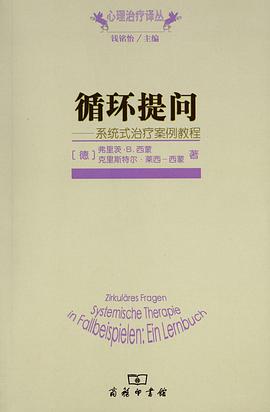 心理治疗译丛
钱铭怡/主编
循环提问
——系统式治疗案例教程
[德] 弗里茨·B.西蒙
克里斯特尔·莱西-西蒙 著
Zirkuläres Fragen
Systemische Therapie
in Fallbeispielen: Ein Lernbuch
商务印书馆